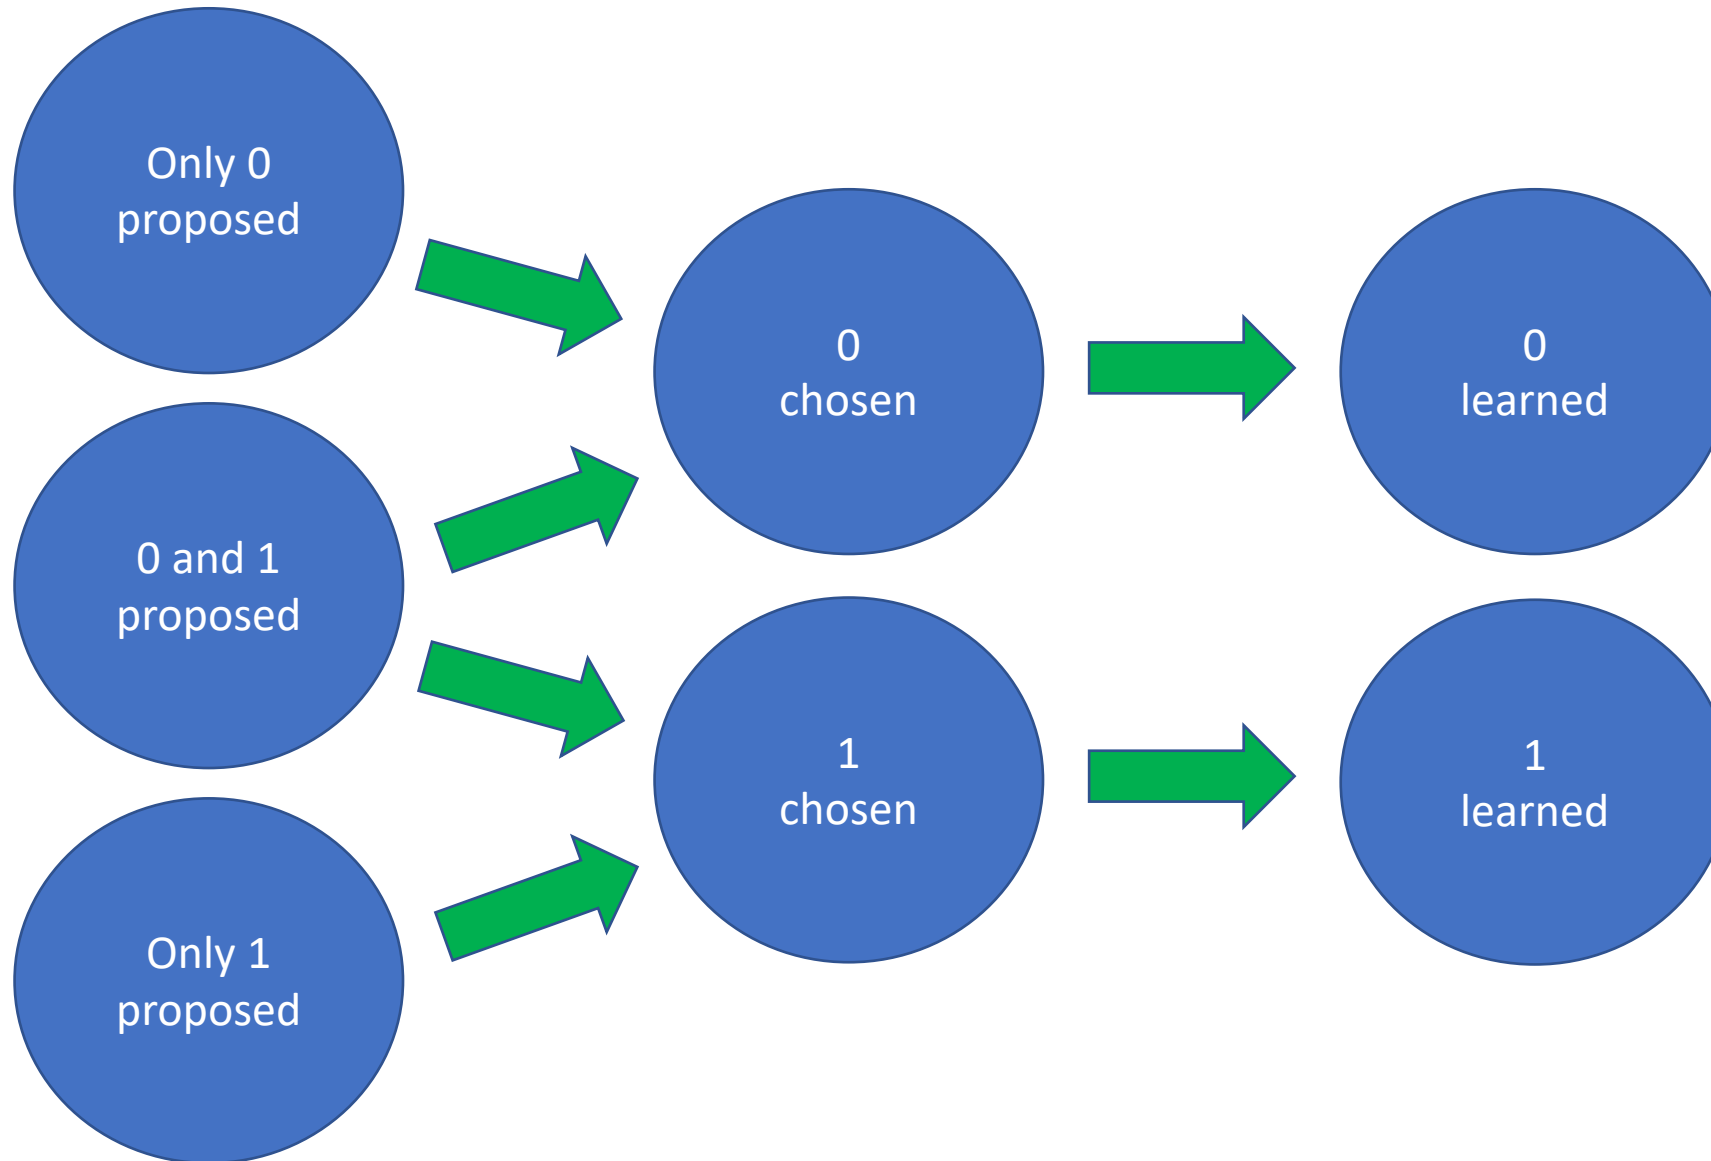 Only 0
proposed
0 and 1
proposed
Only 1
proposed
0
chosen
1
chosen
0
learned
1
learned